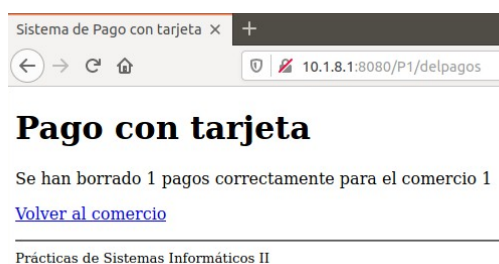 Sistema de Pago con tarjeta
10.1.8.1:8080/P1/delpagos
Pago con tarjeta
Se han borrado 1 pagos correctamente para el comercio 1
Volver al comercio
Prácticas de Sistemas Informáticos II